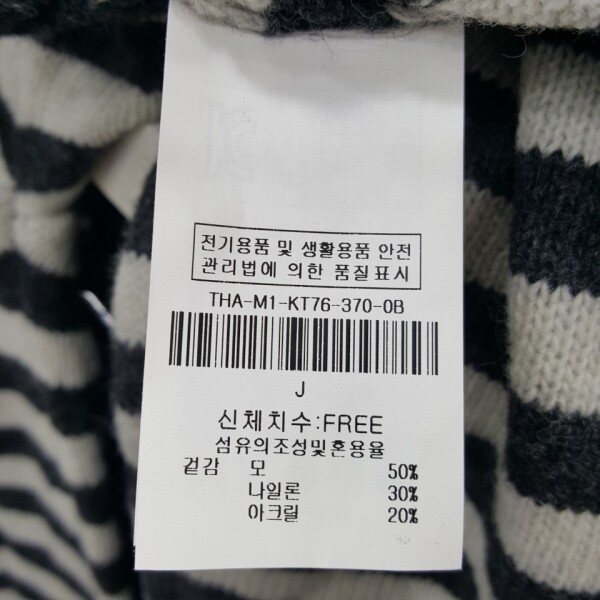 전기용품 및 생활용품 안전
관리법에 의한 품질표시
THA-M1-KT76-370-0B
J
신체치수:FREE
섬유의조성및혼용율
겉감 모 50%
나일론 30%
아크릴 20%